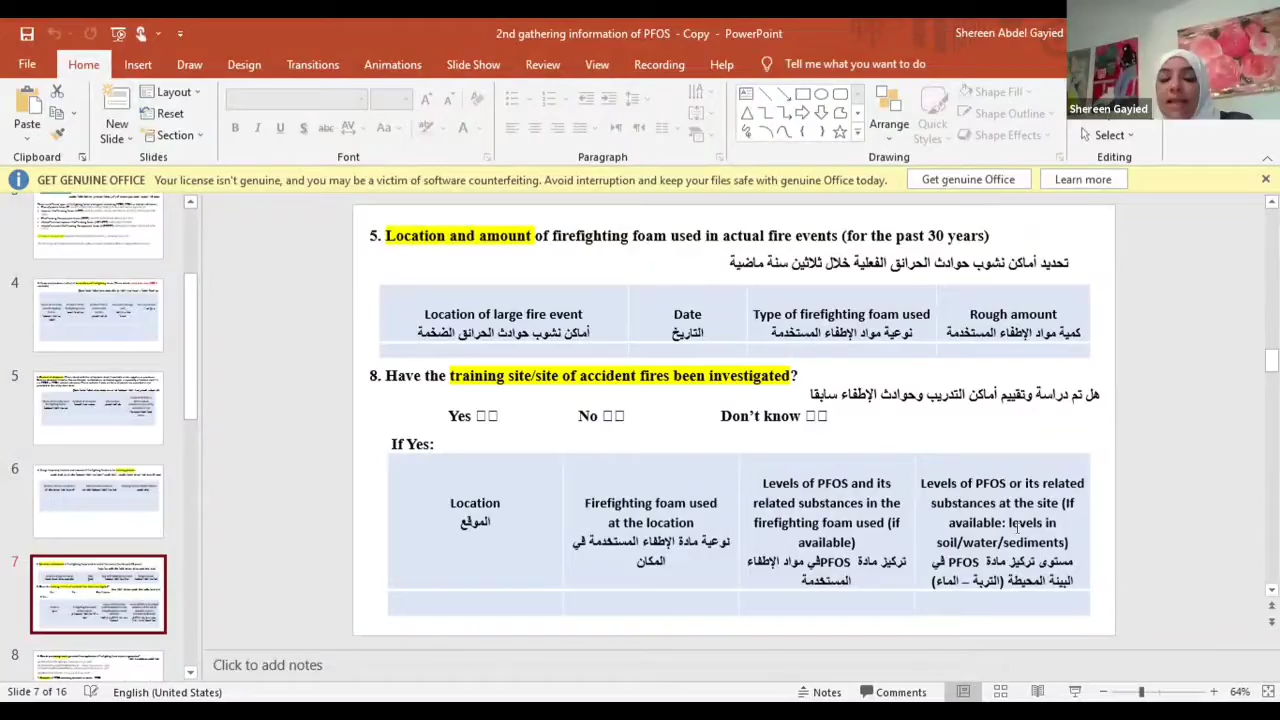 2nd gathering information of PFOS - Copy - PowerPoint
Shereen Abdel Gayied
File Home Insert Draw Design Transitions Animations Slide Show Review View Recording Help Tell me what you want to do
Shereen Gayied
Paste
Clipboard
New Slide
Layout
Reset
Section
Slides
B I U S abc AV Aa A
Font
Paragraph
Arrange
Quick Styles
Shape Fill
Shape Outline
Shape Effects
Drawing
Select
Editing
GET GENUINE OFFICE Your license isn't genuine, and you may be a victim of software counterfeiting. Avoid interruption and keep your files safe with genuine Office today.
Get genuine Office
Learn more
4
5
6
7
8
5. Location and amount of firefighting foam used in actual fire events (for the past 30 years)
تحديد أماكن نشوب حوادث الحرائق الفعلية خلال ثلاثين سنة ماضية
Location of large fire event
أماكن نشوب حوادث الحرائق الضخمة
Date
التاريخ
Type of firefighting foam used
نوعية مواد الإطفاء المستخدمة
Rough amount
كمية مواد الإطفاء المستخدمة
8. Have the training site/site of accident fires been investigated?
هل تم دراسة وتقييم أماكن التدريب وحوادث الإطفاء سابقا
Yes □□ No □□ Don't know □□
If Yes:
Location
الموقع
Firefighting foam used
at the location
نوعية مادة الإطفاء المستخدمة في
المكان
Levels of PFOS and its
related substances in the
firefighting foam used (if
available)
تركيز مادة PFOSفي مواد الإطفاء
المستخدمة
Levels of PFOS or its related
substances at the site (If
available: levels in
soil/water/sediments)
مستوى تركيز مادة PFOS في
البيئة المحيطة (التربة – الماء)
Click to add notes
Slide 7 of 16
English (United States)
Notes
Comments
64%